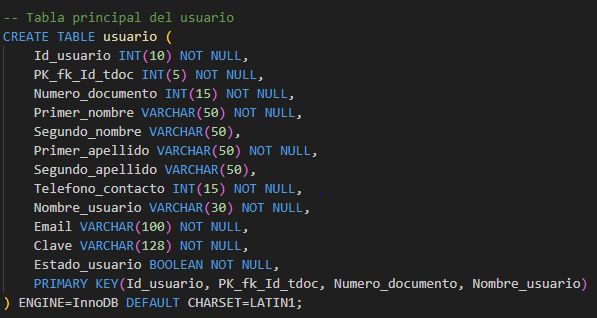 -- Tabla principal del usuario
CREATE TABLE usuario (
    Id_usuario INT(10) NOT NULL,
    PK_fk_Id_tdoc INT(5) NOT NULL,
    Numero_documento INT(15) NOT NULL,
    Primer_nombre VARCHAR(50) NOT NULL,
    Segundo_nombre VARCHAR(50),
    Primer_apellido VARCHAR(50) NOT NULL,
    Segundo_apellido VARCHAR(50),
    Telefono_contacto INT(15) NOT NULL,
    Nombre_usuario VARCHAR(30) NOT NULL,
    Email VARCHAR(100) NOT NULL,
    Clave VARCHAR(128) NOT NULL,
    Estado_usuario BOOLEAN NOT NULL,
    PRIMARY KEY(Id_usuario, PK_fk_Id_tdoc, Numero_documento, Nombre_usuario)
) ENGINE=InnoDB DEFAULT CHARSET=LATIN1;